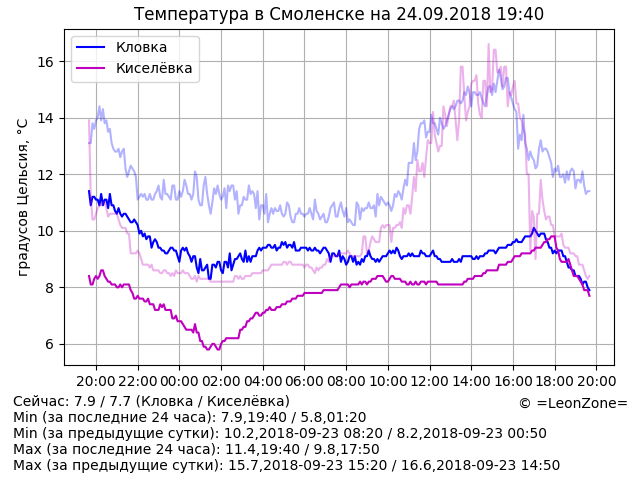 Температура в Смоленске на 24.09.2018 19:40
Кловка
Киселёвка
градусов Цельсия, °C
16
14
12
10
8
6
20:00 22:00 00:00 02:00 04:00 06:00 08:00 10:00 12:00 14:00 16:00 18:00 20:00
Сейчас: 7.9 / 7.7 (Кловка / Киселёвка)
© =LeonZone=
Min (за последние 24 часа): 7.9,19:40 / 5.8,01:20
Min (за предыдущие сутки): 10.2,2018-09-23 08:20 / 8.2,2018-09-23 00:50
Max (за последние 24 часа): 11.4,19:40 / 9.8,17:50
Max (за предыдущие сутки): 15.7,2018-09-23 15:20 / 16.6,2018-09-23 14:50